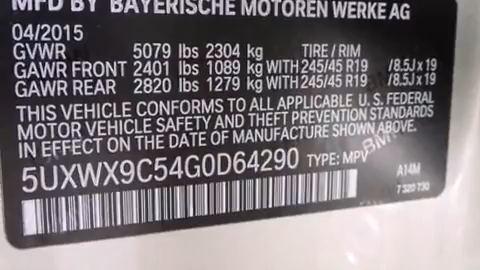 MFD BY BAYERISCHE MOTOREN WERKE AG
04/2015
GVWR 5079 lbs 2304 kg TIRE / RIM
GAWR FRONT 2401 lbs 1089 kg WITH 245/45 R19 /8.5J x 19
GAWR REAR 2820 lbs 1279 kg WITH 245/45 R19 /8.5J x 19
THIS VEHICLE CONFORMS TO ALL APPLICABLE U.S. FEDERAL
MOTOR VEHICLE SAFETY AND THEFT PREVENTION STANDARDS
IN EFFECT ON THE DATE OF MANUFACTURE SHOWN ABOVE.
5UXWX9C54G0D64290 TYPE: MPV
A14M
7 320 730